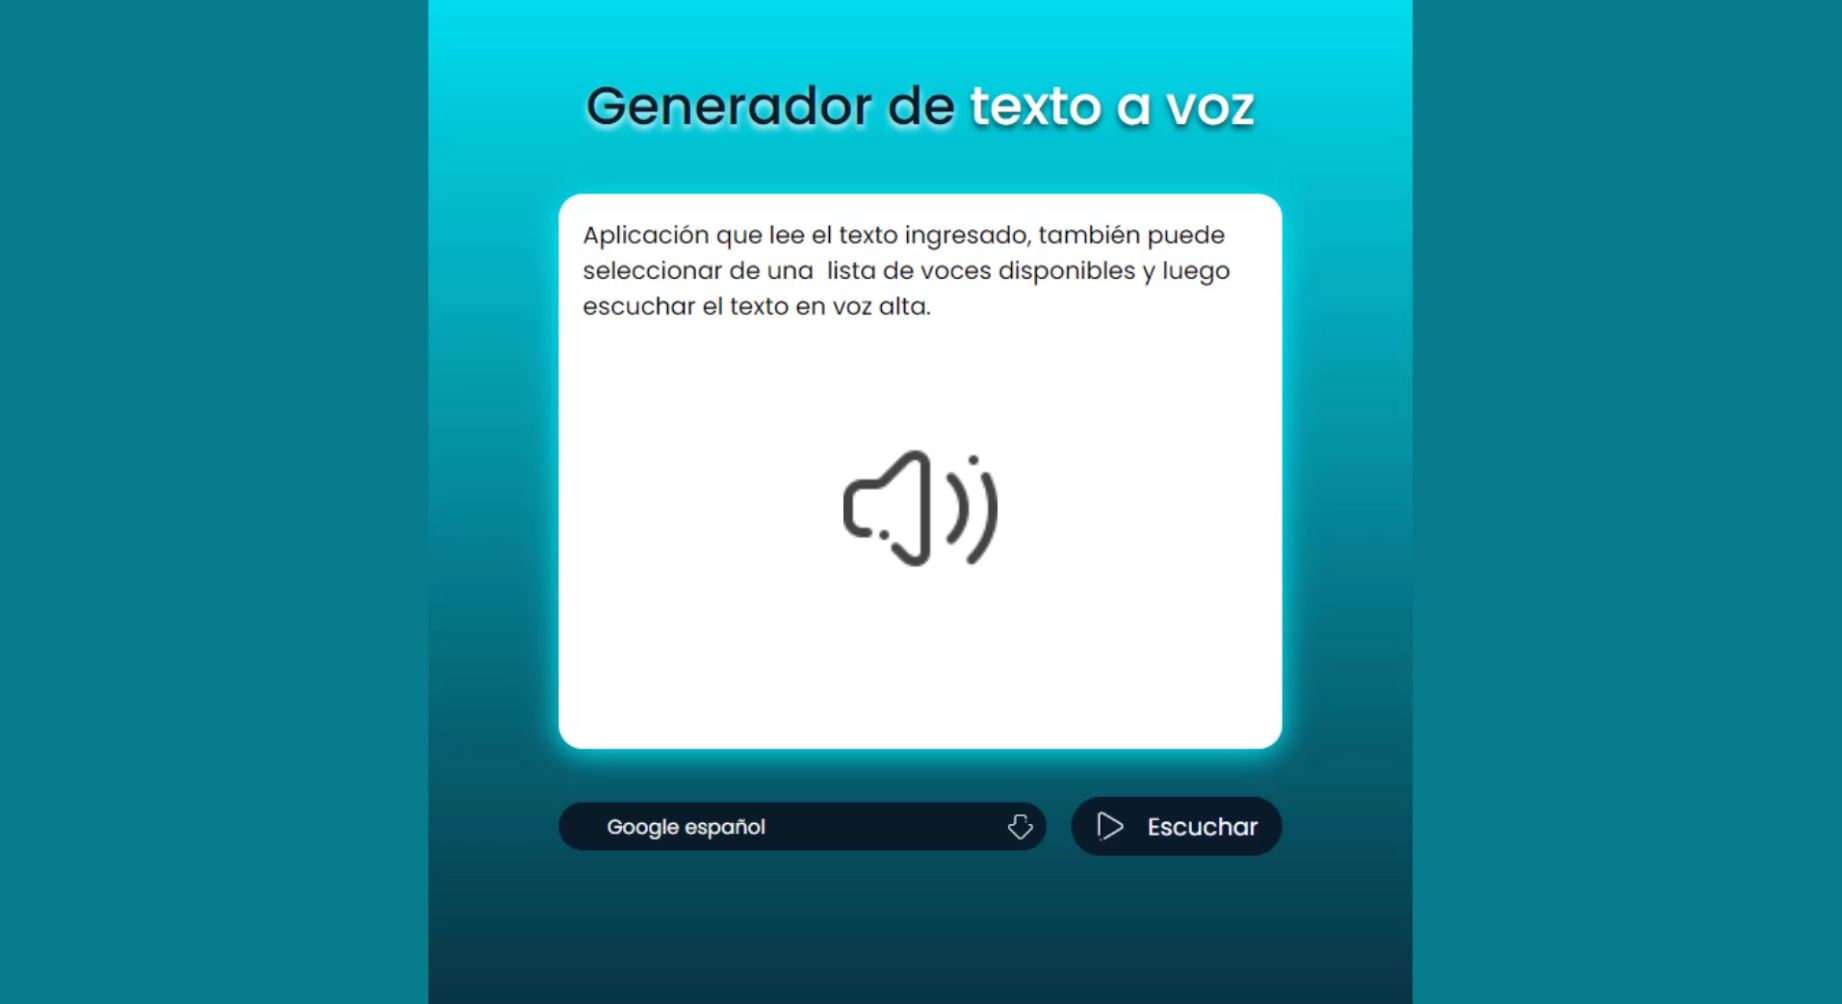 Generador de texto a voz
Aplicación que lee el texto ingresado, también puede
seleccionar de una  lista de voces disponibles y luego
escuchar el texto en voz alta.
Google español
Escuchar